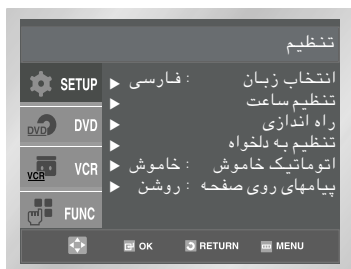 تنظیم
انتخاب زبان : فارسی
تنظیم ساعت
راه اندازی
تنظیم به دلخواه
اتوماتیک خاموش : خاموش
پیامهای روی صفحه : روشن
SETUP
DVD DVD
VCR VCR
FUNC
OK RETURN MENU